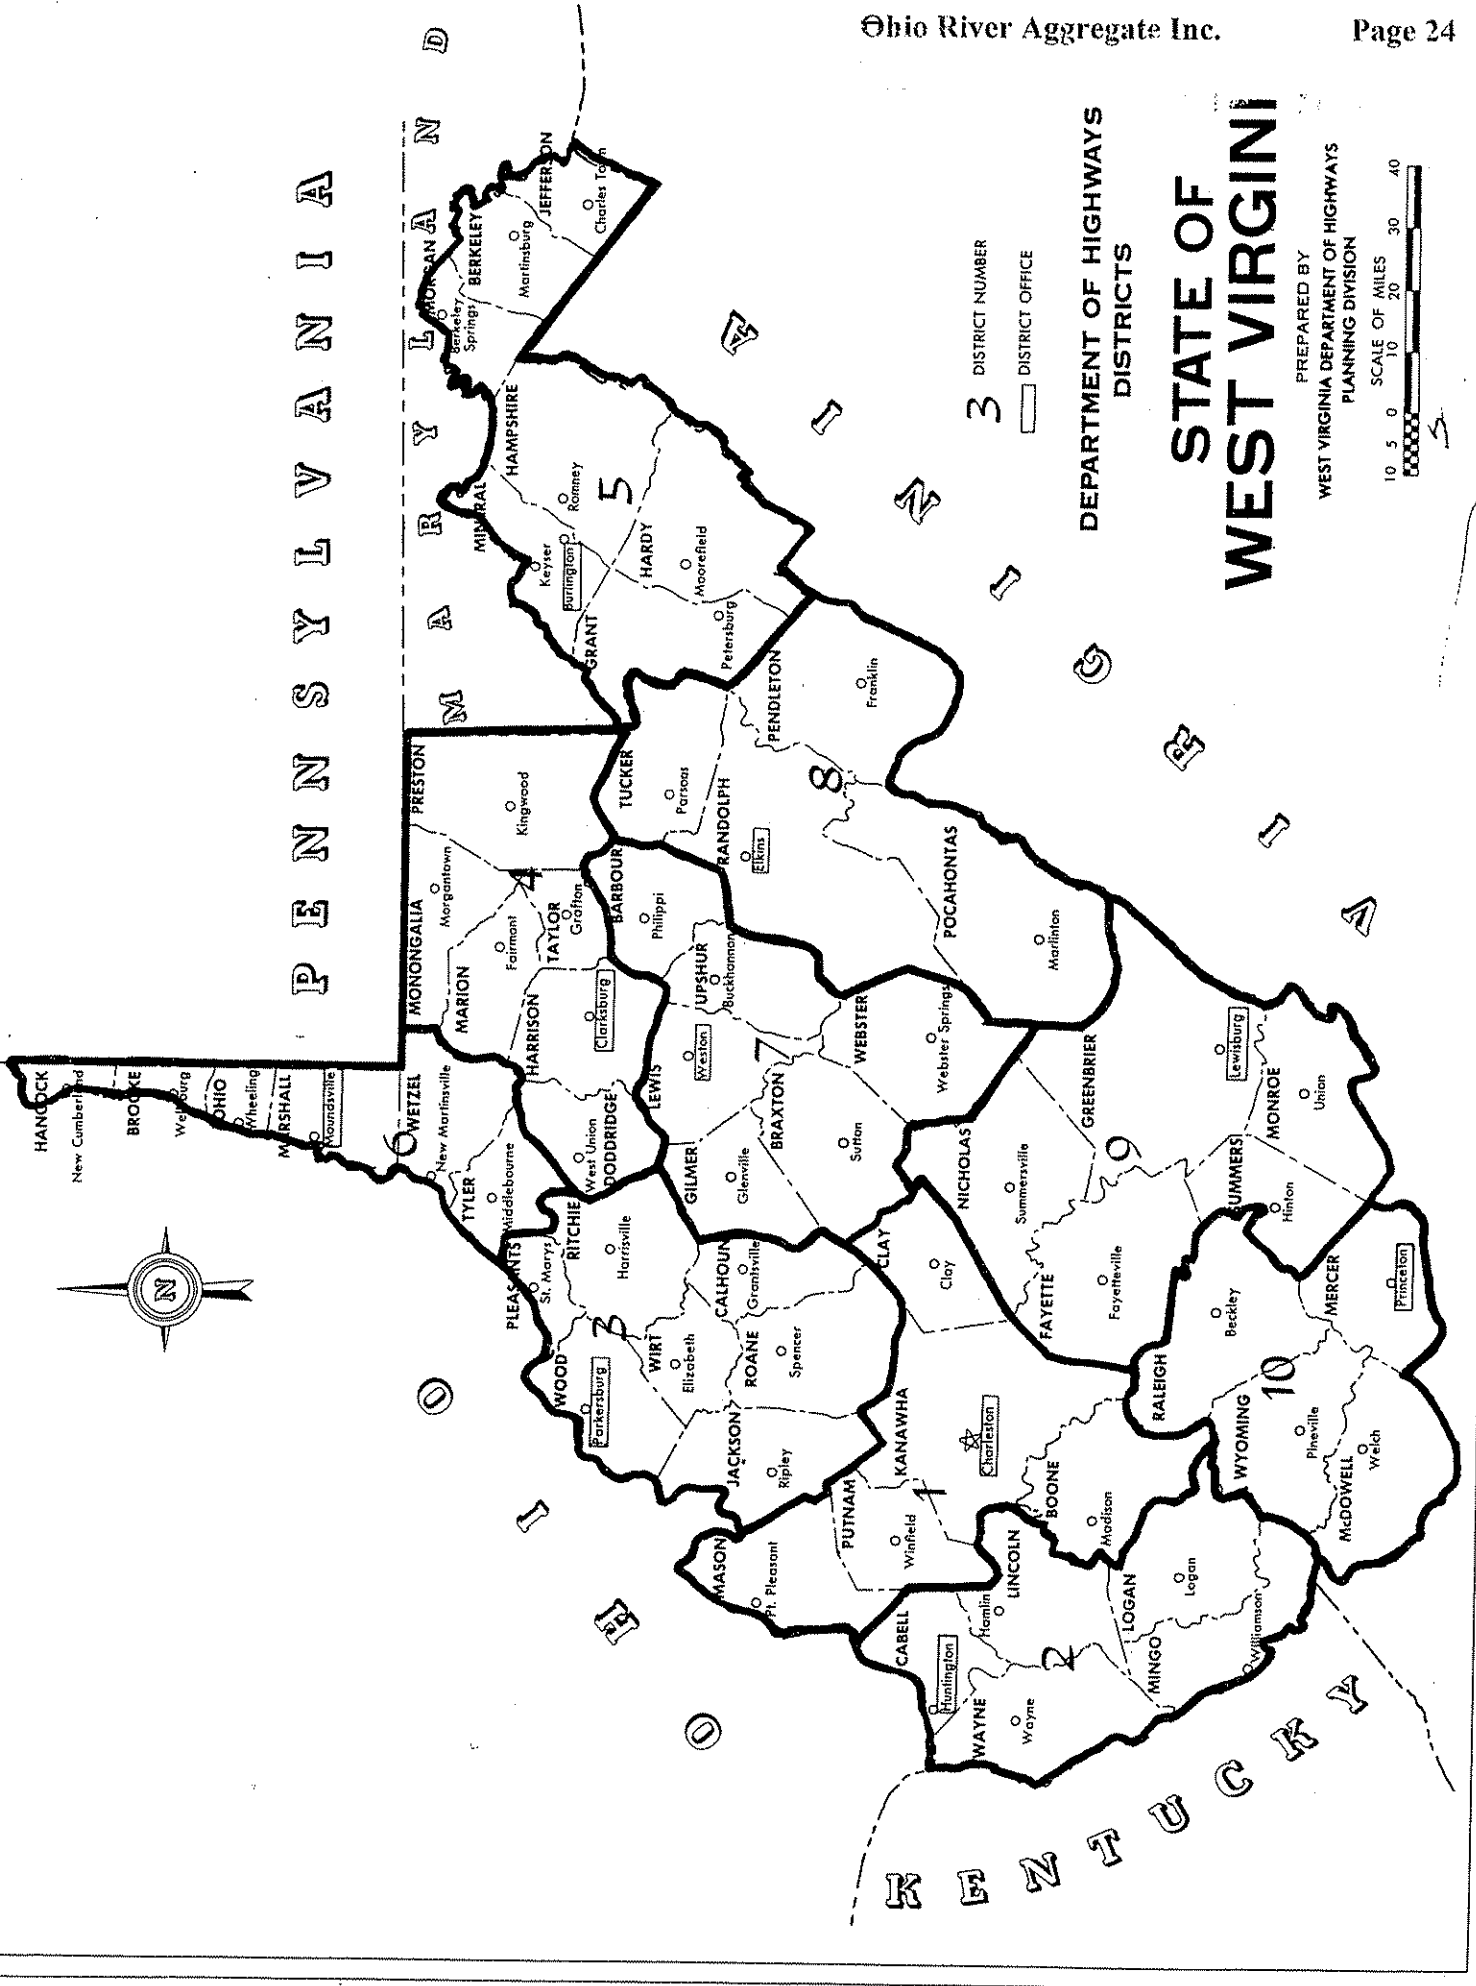 Ohio River Aggregate Inc. Page 24
PENNSYLVANIA
MARYLAND
OHIO
KENTUCKY
VIRGINIA
N
HANCOCK
New Cumberland
BROOKE
Wellsburg
OHIO
Wheeling
MARSHALL
Moundsville
6
WETZEL
New Martinsville
TYLER
Middlebourne
PLEASANTS
St. Marys
RITCHIE
Harrisville
WOOD
Parkersburg
3
WIRT
Elizabeth
CALHOUN
Grantsville
ROANE
Spencer
JACKSON
Ripley
MONONGALIA
Morgantown
PRESTON
Kingwood
MARION
Fairmont
4
TAYLOR
Grafton
HARRISON
Clarksburg
DODDRIDGE
West Union
BARBOUR
Philippi
UPSHUR
Buckhannon
LEWIS
Weston
7
GILMER
Glenville
BRAXTON
Sutton
WEBSTER
Webster Springs
TUCKER
Parsons
RANDOLPH
Elkins
8
PENDLETON
Franklin
POCAHONTAS
Marlinton
GRANT
Petersburg
MINERAL
Keyser
Burlington
HAMPSHIRE
Romney
5
HARDY
Moorefield
MORGAN
Berkeley
Springs
BERKELEY
Martinsburg
JEFFERSON
Charles Town
MASON
Pt. Pleasant
PUTNAM
Winfield
1
KANAWHA
Charleston
CLAY
Clay
BOONE
Madison
CABELL
Huntington
LINCOLN
Hamlin
WAYNE
Wayne
2
LOGAN
Logan
MINGO
Williamson
NICHOLAS
Summersville
FAYETTE
Fayetteville
9
GREENBRIER
Lewisburg
MONROE
Union
SUMMERS
Hinton
RALEIGH
Beckley
10
MERCER
Princeton
WYOMING
Pineville
McDOWELL
Welch
3 DISTRICT NUMBER
DISTRICT OFFICE
DEPARTMENT OF HIGHWAYS
DISTRICTS
STATE OF
WEST VIRGINI
PREPARED BY
WEST VIRGINIA DEPARTMENT OF HIGHWAYS
PLANNING DIVISION
SCALE OF MILES
10 5 0 10 20 30 40